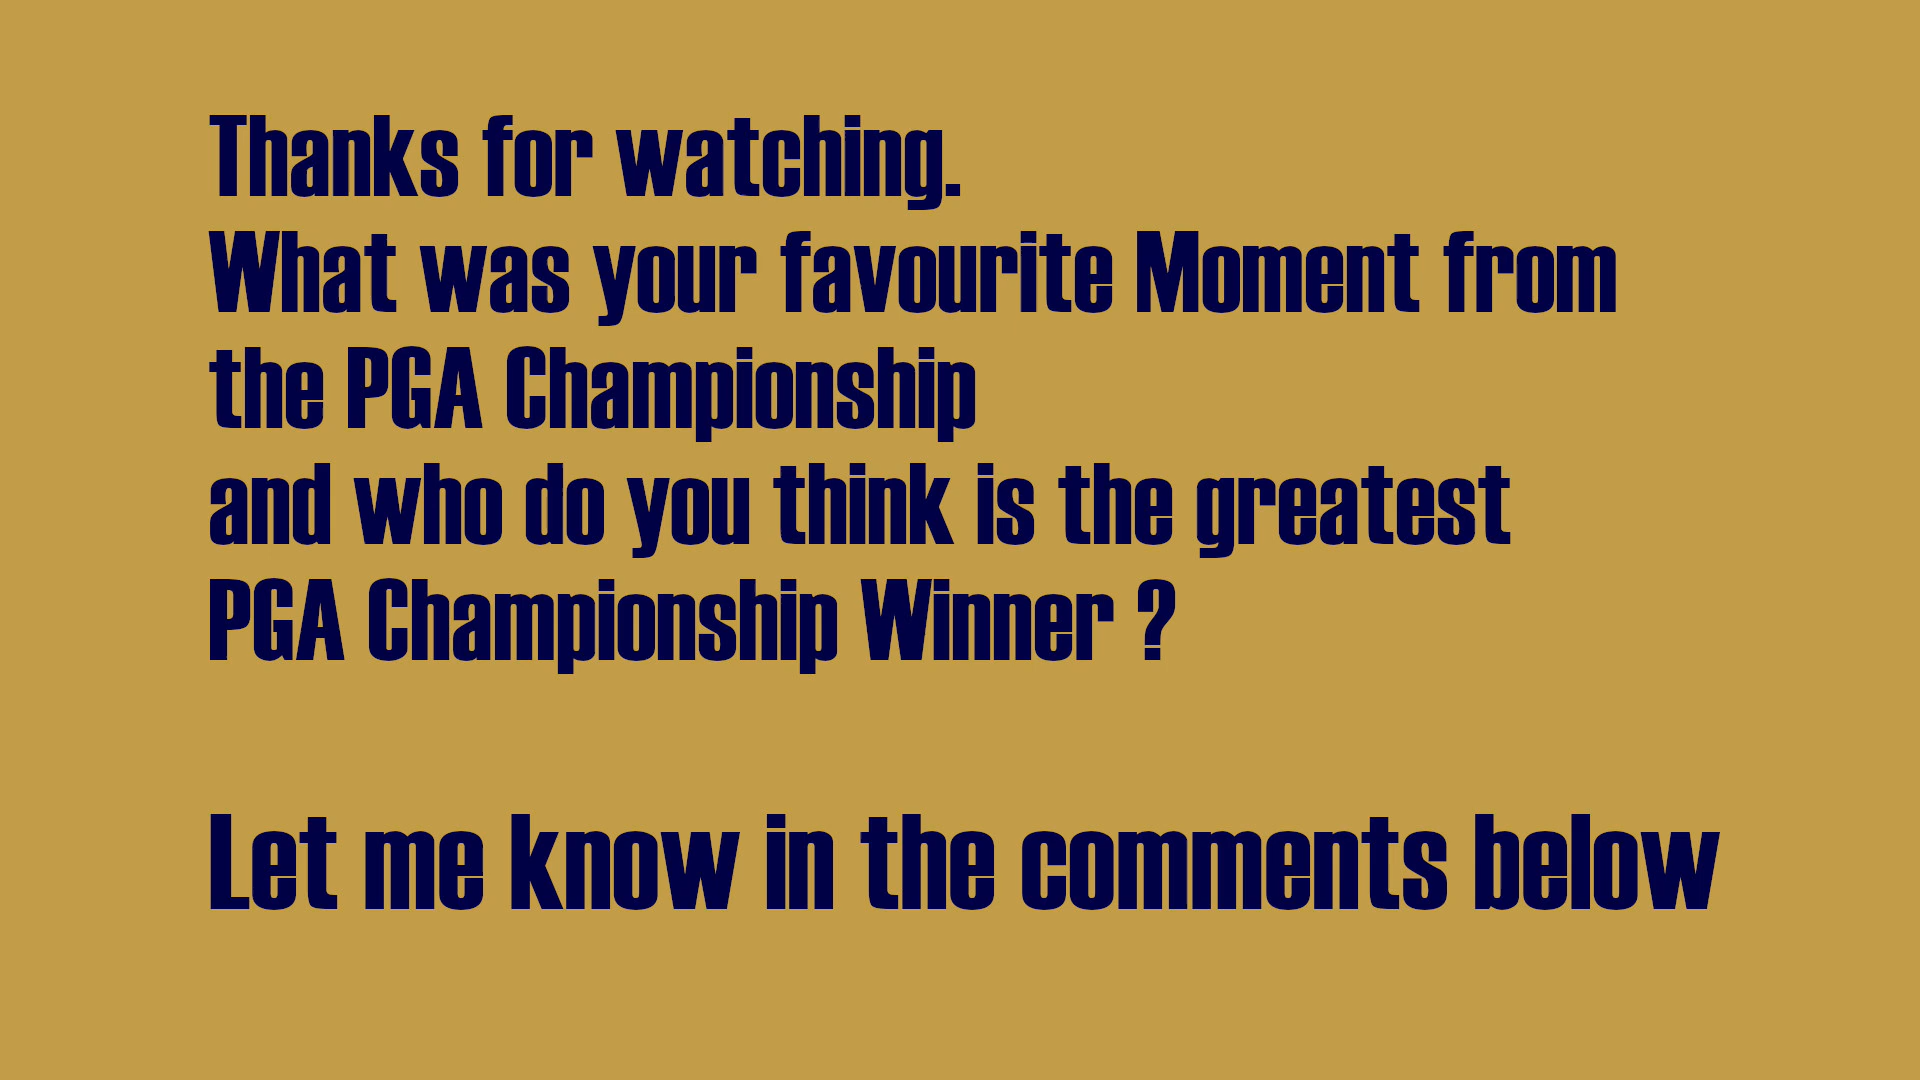 Thanks for watching.
What was your favourite Moment from
the PGA Championship
and who do you think is the greatest
PGA Championship Winner ?
Let me know in the comments below